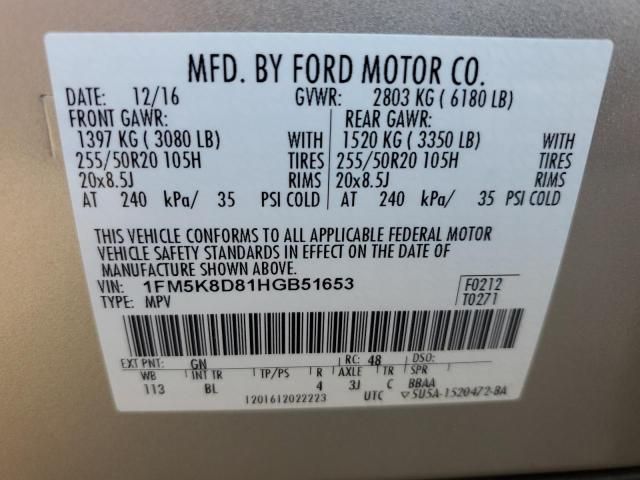 MFD. BY FORD MOTOR CO.
DATE: 12/16 GVWR: 2803 KG ( 6180 LB)
FRONT GAWR: REAR GAWR:
1397 KG ( 3080 LB) WITH 1520 KG ( 3350 LB) WITH
255/50R20 105H TIRES 255/50R20 105H TIRES
20x8.5J RIMS 20x8.5J RIMS
AT 240 kPa/ 35 PSI COLD AT 240 kPa/ 35 PSI COLD
THIS VEHICLE CONFORMS TO ALL APPLICABLE FEDERAL MOTOR
VEHICLE SAFETY STANDARDS IN EFFECT ON THE DATE OF
MANUFACTURE SHOWN ABOVE.
VIN: 1FM5K8D81HGB51653 F0212
TYPE: MPV T0271
EXT PNT: GN RC: 48 DSO:
WB INT TR TP/PS R AXLE TR SPR
113 BL 4 3J C BBAA
1201612022223 UTC ▽5U5A-1520472-BA